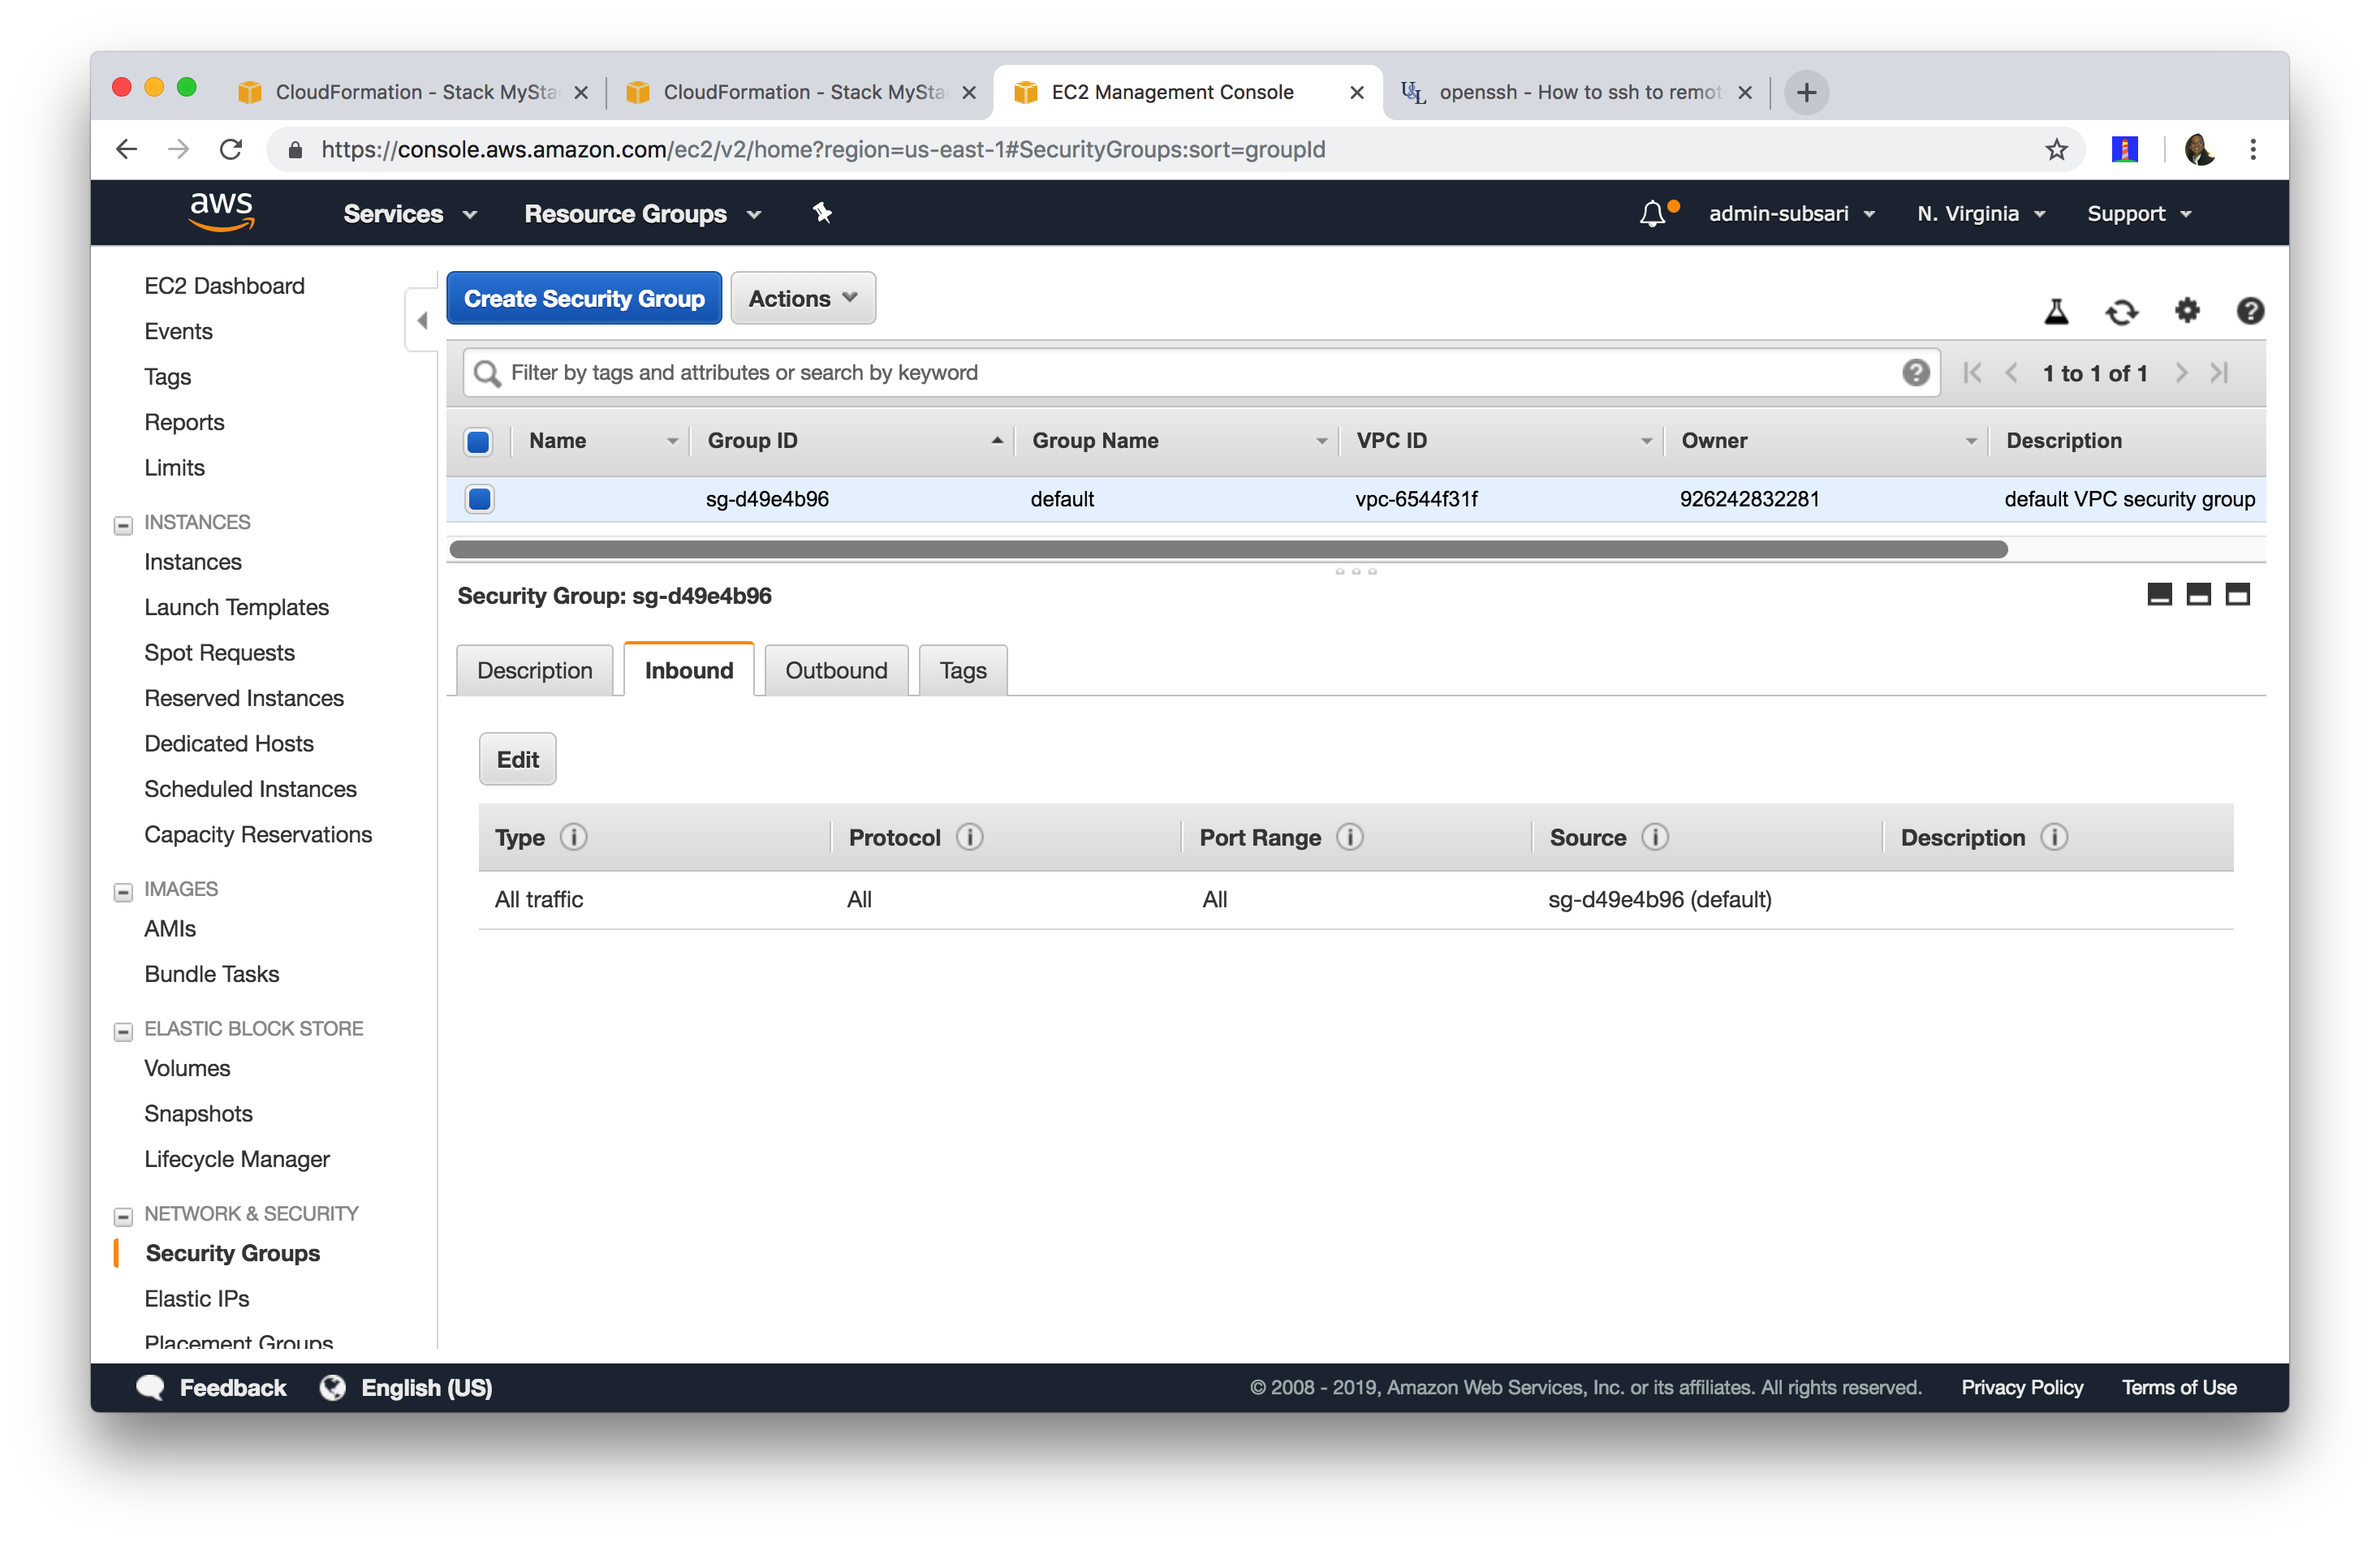 CloudFormation - Stack MySta
CloudFormation - Stack MySta
EC2 Management Console
openssh - How to ssh to remot
https://console.aws.amazon.com/ec2/v2/home?region=us-east-1#SecurityGroups:sort=groupId
aws
Services
Resource Groups
admin-subsari
N. Virginia
Support
EC2 Dashboard
Events
Tags
Reports
Limits
INSTANCES
Instances
Launch Templates
Spot Requests
Reserved Instances
Dedicated Hosts
Scheduled Instances
Capacity Reservations
IMAGES
AMIs
Bundle Tasks
ELASTIC BLOCK STORE
Volumes
Snapshots
Lifecycle Manager
NETWORK & SECURITY
Security Groups
Elastic IPs
Placement Groups
Create Security Group
Actions
Filter by tags and attributes or search by keyword
1 to 1 of 1
Name Group ID Group Name VPC ID Owner Description
sg-d49e4b96 default vpc-6544f31f 926242832281 default VPC security group
Security Group: sg-d49e4b96
Description Inbound Outbound Tags
Edit
Type Protocol Port Range Source Description
All traffic All All sg-d49e4b96 (default)
Feedback
English (US)
© 2008 - 2019, Amazon Web Services, Inc. or its affiliates. All rights reserved.
Privacy Policy
Terms of Use